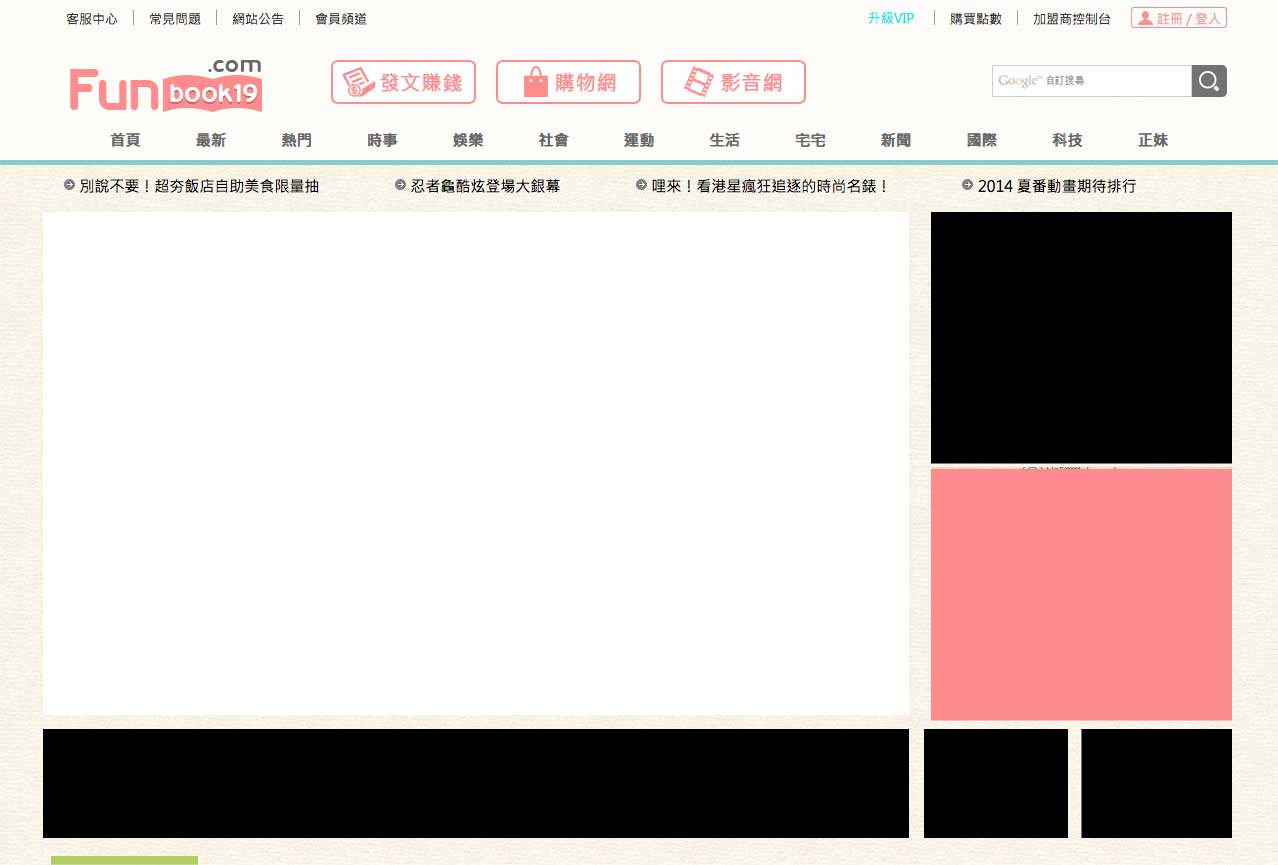 客服中心 常見問題 網站公告 會員頻道 升級VIP 購買點數 加盟商控制台 註冊 / 登入
Funbook19.com 發文賺錢 購物網 影音網 Google™ 自訂搜尋
首頁 最新 熱門 時事 娛樂 社會 運動 生活 宅宅 新聞 國際 科技 正妹
別說不要！超夯飯店自助美食限量抽 忍者龜酷炫登場大銀幕 哩來！看港星瘋狂追逐的時尚名錶！ 2014 夏番動畫期待排行